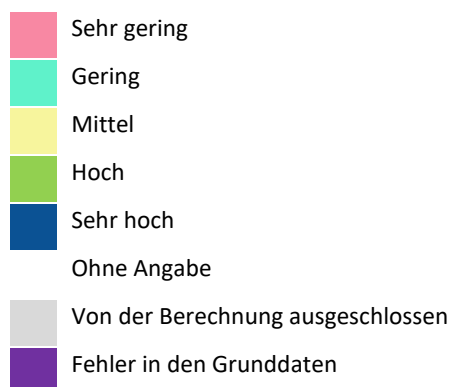 Sehr gering
Gering
Mittel
Hoch
Sehr hoch
Ohne Angabe
Von der Berechnung ausgeschlossen
Fehler in den Grunddaten